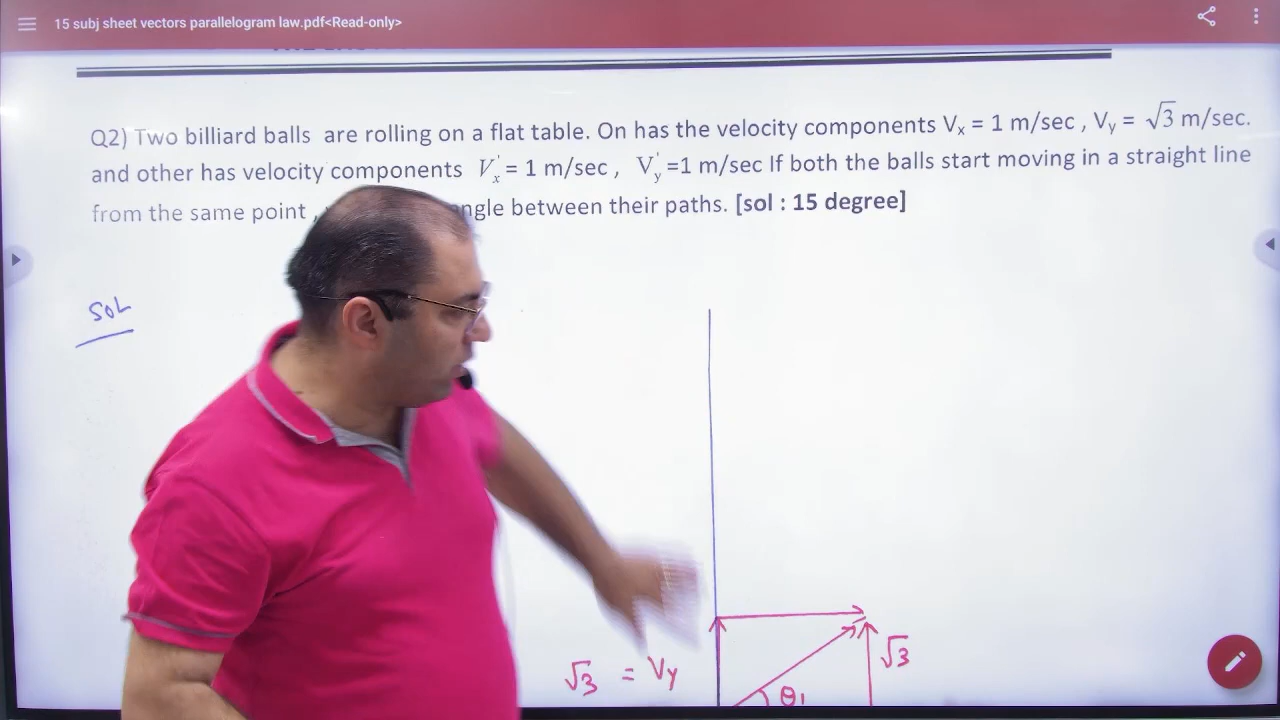 15 subj sheet vectors parallelogram law.pdf<Read-only>
Q2) Two billiard balls are rolling on a flat table. On has the velocity components Vx = 1 m/sec , Vy = √3 m/sec.
and other has velocity components V'x = 1 m/sec , V'y =1 m/sec If both the balls start moving in a straight line
from the same point , ngle between their paths. [sol : 15 degree]
SOL
√3
√3 = Vy
θ1